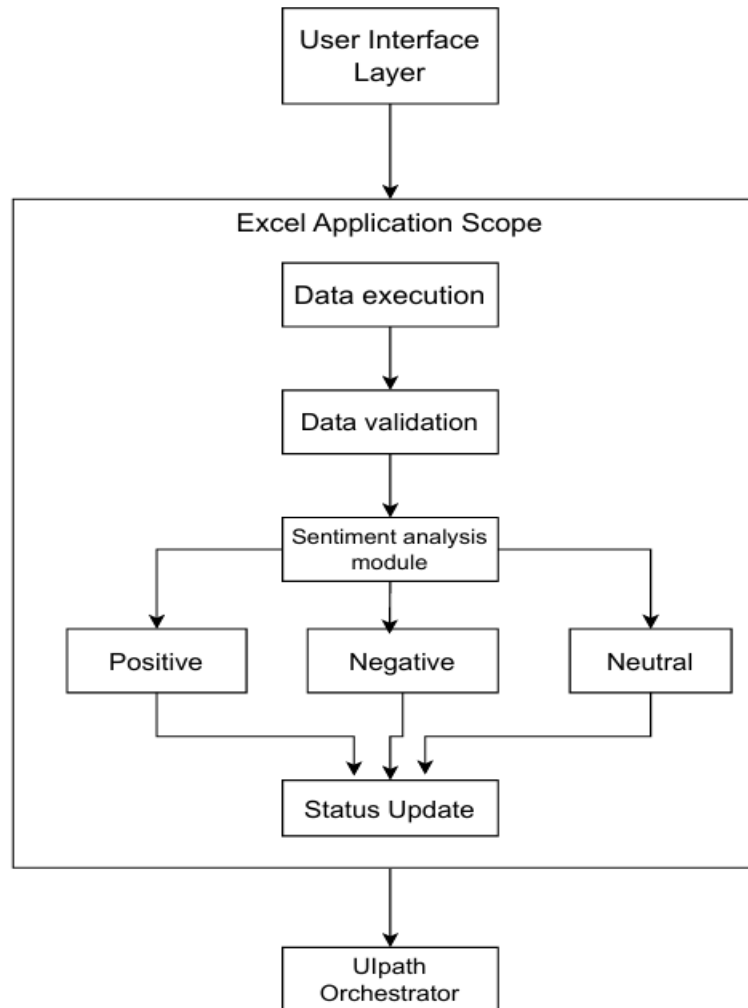 User Interface
Layer
Excel Application Scope
Data execution
Data validation
Sentiment analysis
module
Positive
Negative
Neutral
Status Update
UIpath
Orchestrator